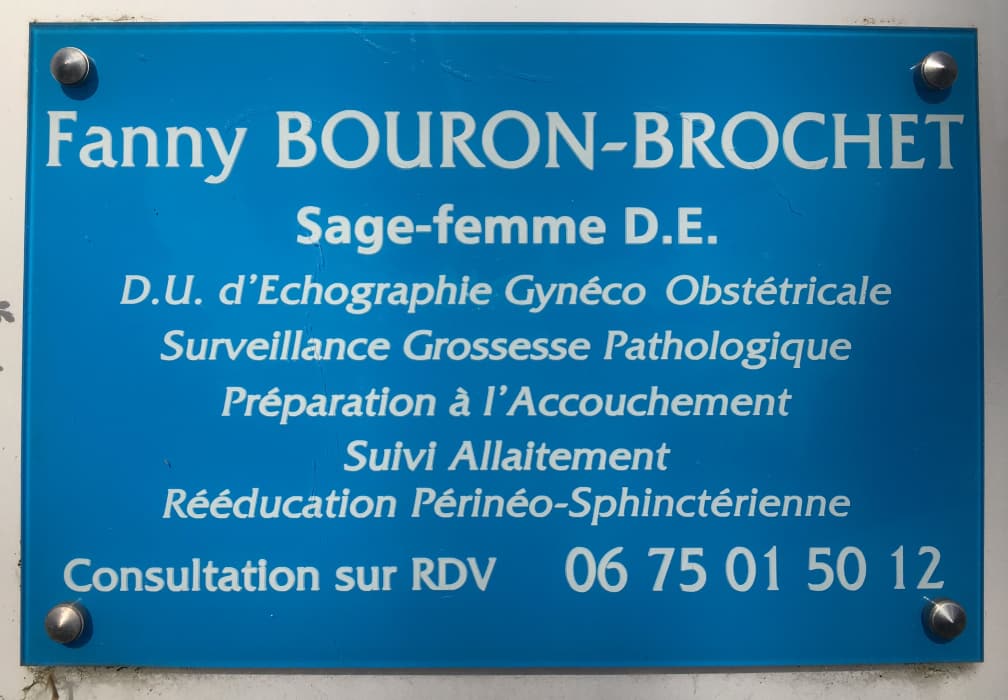 Fanny BOURON-BROCHET
Sage-femme D.E.
D.U. d'Echographie Gynéco Obstétricale
Surveillance Grossesse Pathologique
Préparation à l'Accouchement
Suivi Allaitement
Rééducation Périnéo-Sphinctérienne
Consultation sur RDV 06 75 01 50 12